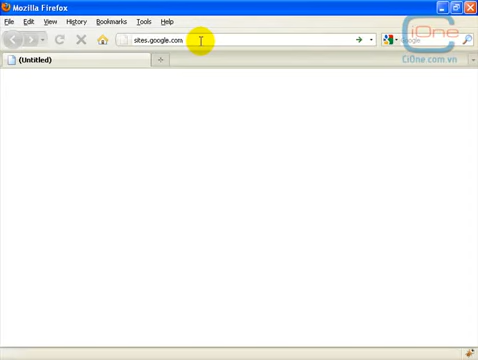 Mozilla Firefox
File Edit View History Bookmarks Tools Help
sites.google.com
iOne
CiOne.com.vn
(Untitled)